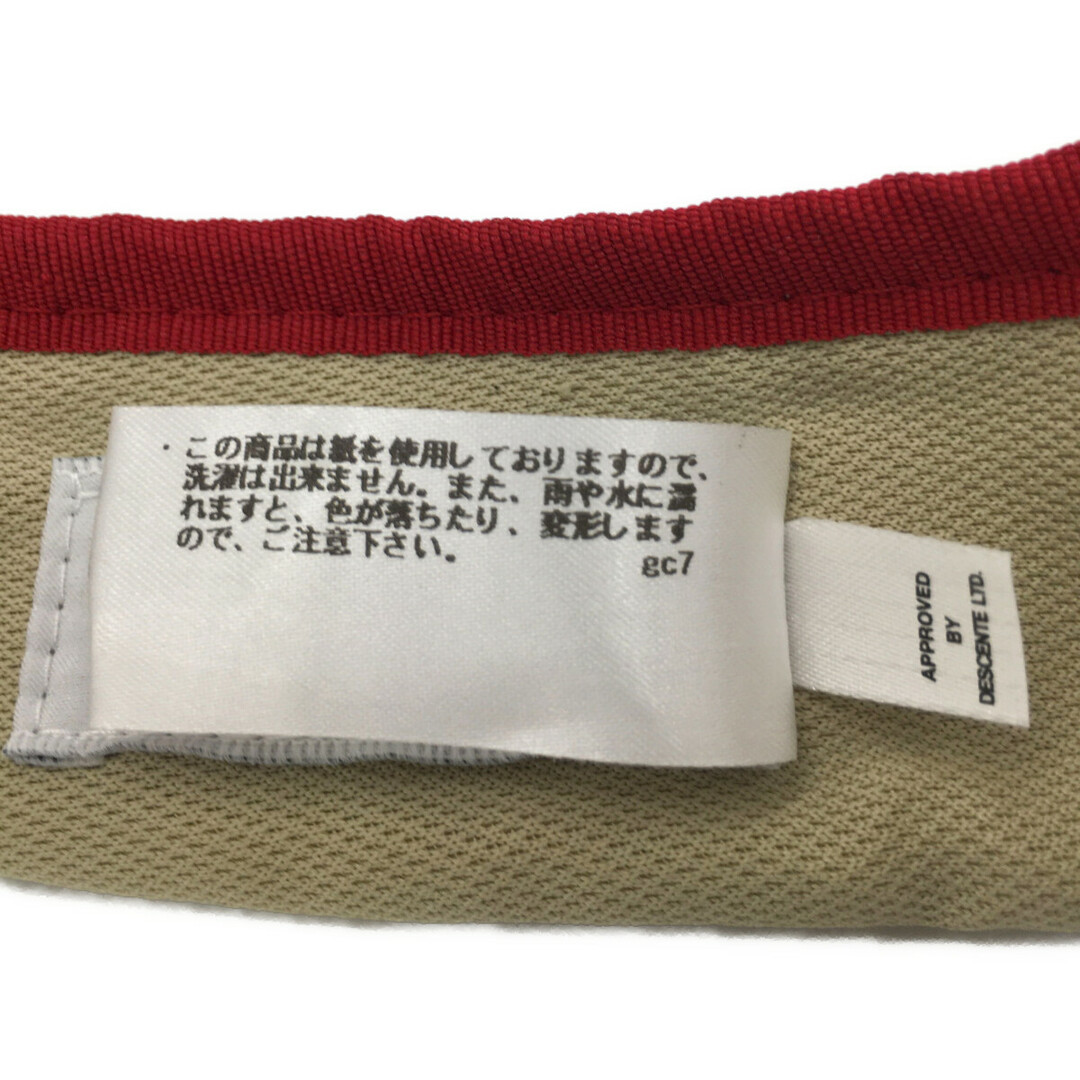 ・この商品は紙を使用しておりますので、
洗濯は出来ません。また、雨や水に濡
れますと、色が落ちたり、変形します
ので、ご注意下さい。
gc7
APPROVED
BY
DESCENTE LTD.